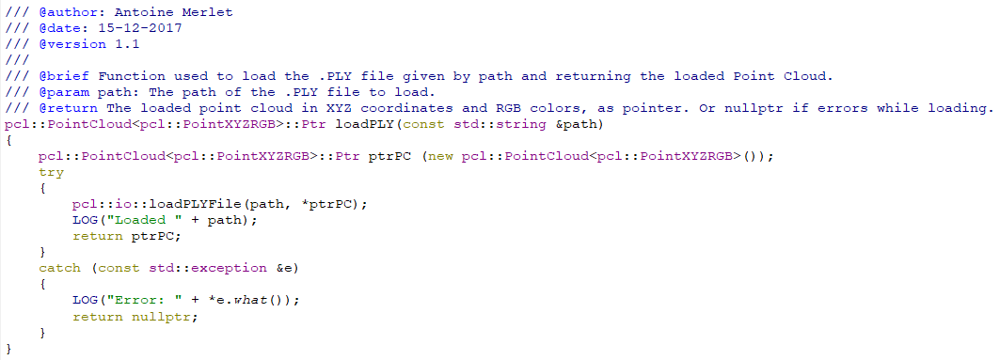 /// @author: Antoine Merlet
/// @date: 15-12-2017
/// @version 1.1
///
/// @brief Function used to load the .PLY file given by path and returning the loaded Point Cloud.
/// @param path: The path of the .PLY file to load.
/// @return The loaded point cloud in XYZ coordinates and RGB colors, as pointer. Or nullptr if errors while loading.
pcl::PointCloud<pcl::PointXYZRGB>::Ptr loadPLY(const std::string &path)
{
    pcl::PointCloud<pcl::PointXYZRGB>::Ptr ptrPC (new pcl::PointCloud<pcl::PointXYZRGB>());
    try
    {
        pcl::io::loadPLYFile(path, *ptrPC);
        LOG("Loaded " + path);
        return ptrPC;
    }
    catch (const std::exception &e)
    {
        LOG("Error: " + *e.what());
        return nullptr;
    }
}